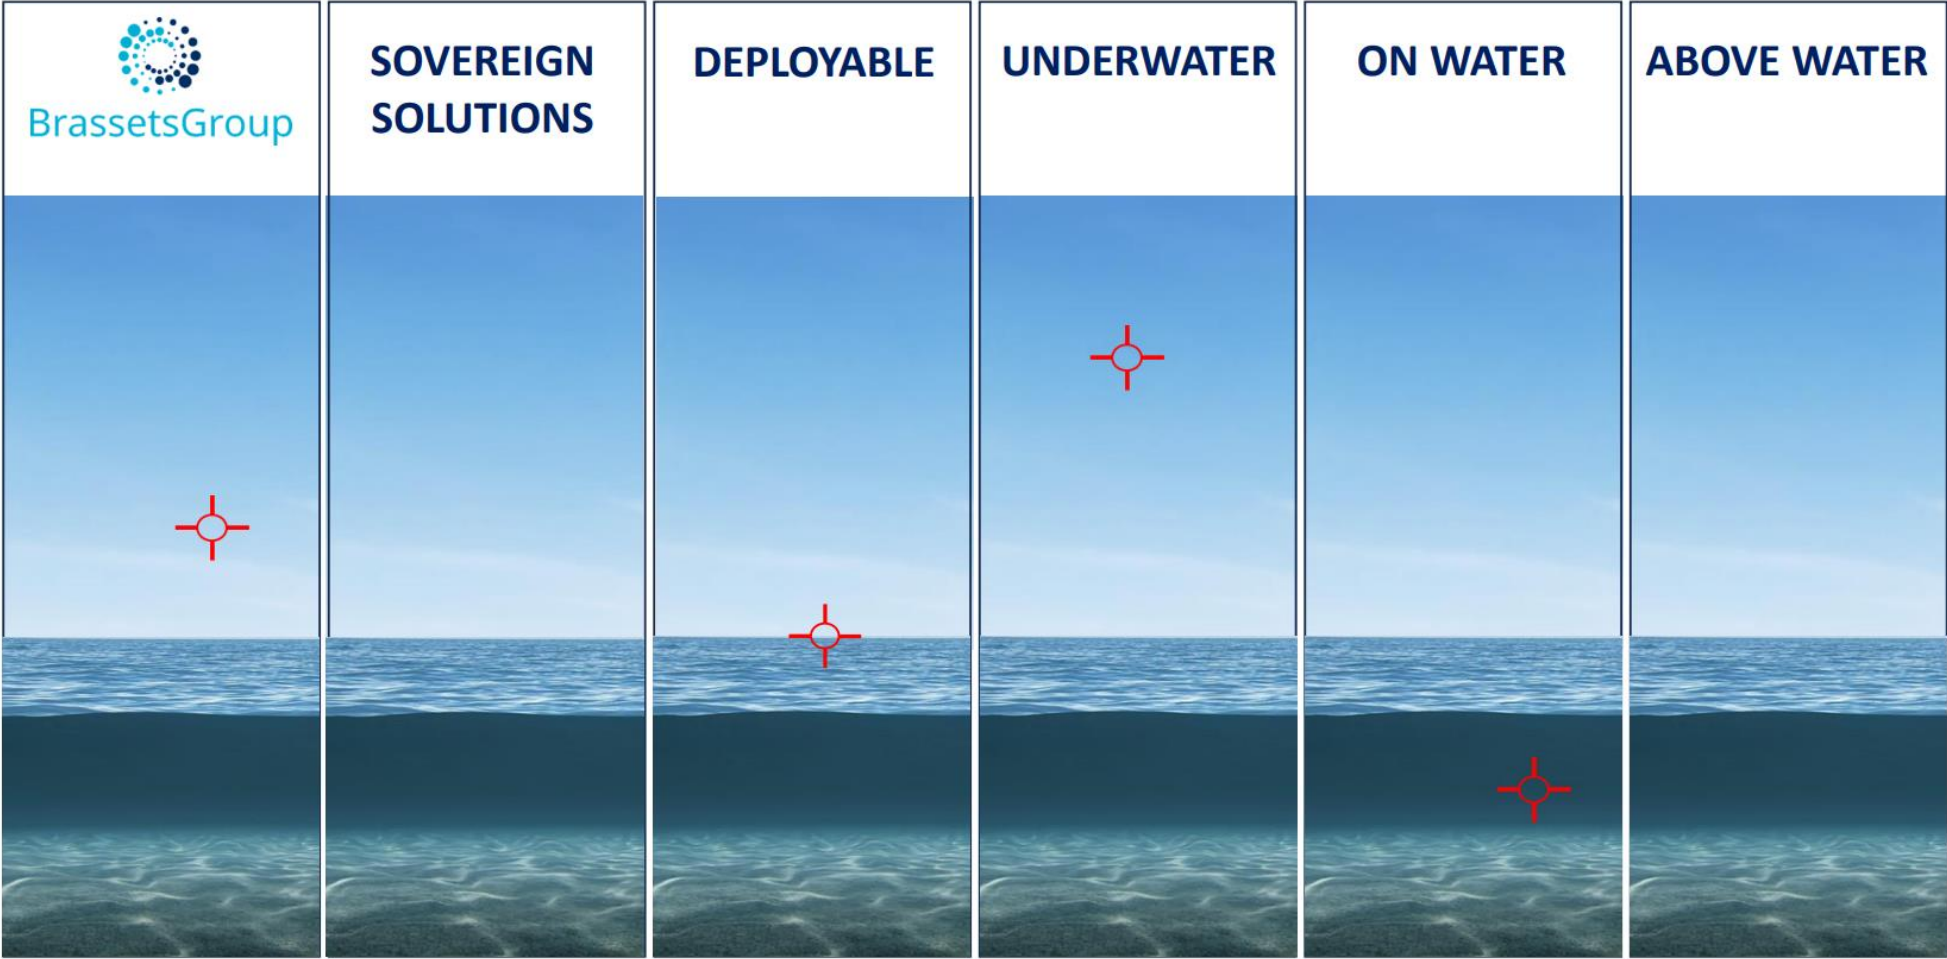 BrassetsGroup
SOVEREIGN
SOLUTIONS
DEPLOYABLE
UNDERWATER
ON WATER
ABOVE WATER